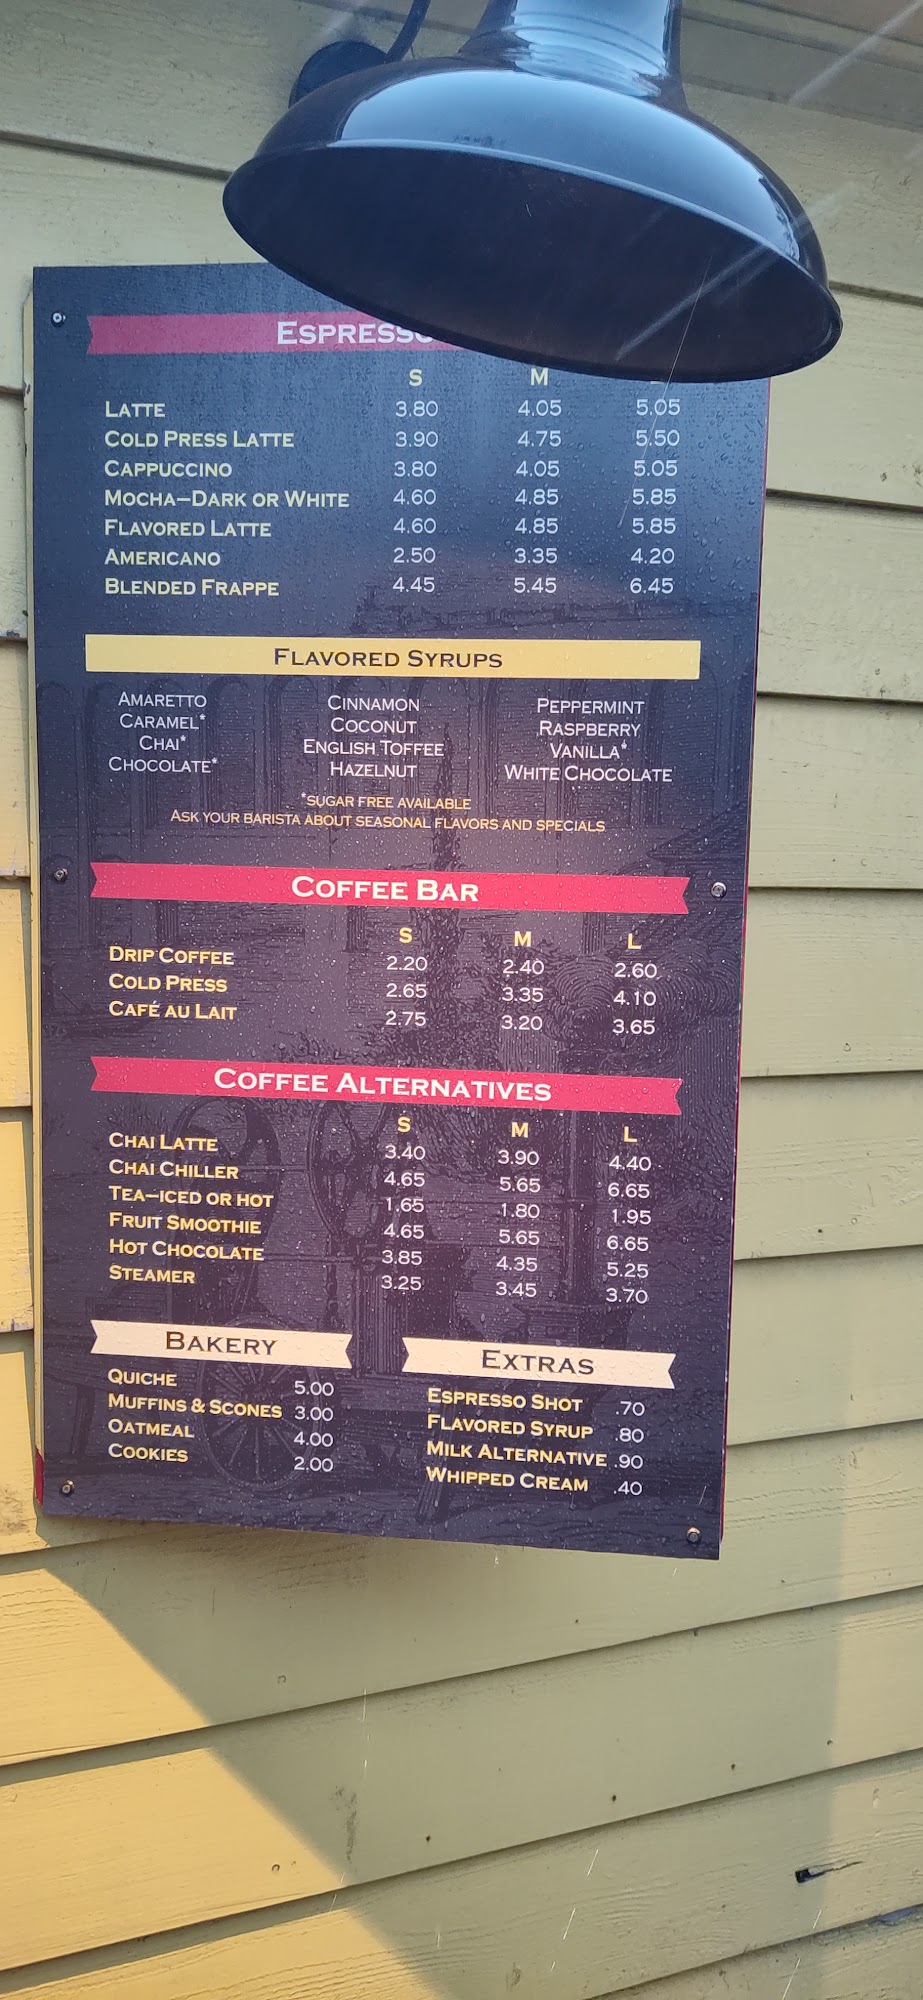 ESPRESSO
S M
LATTE 3.80 4.05 5.05
COLD PRESS LATTE 3.90 4.75 5.50
CAPPUCCINO 3.80 4.05 5.05
MOCHA–DARK OR WHITE 4.60 4.85 5.85
FLAVORED LATTE 4.60 4.85 5.85
AMERICANO 2.50 3.35 4.20
BLENDED FRAPPE 4.45 5.45 6.45
FLAVORED SYRUPS
AMARETTO CINNAMON PEPPERMINT
CARAMEL* COCONUT RASPBERRY
CHAI* ENGLISH TOFFEE VANILLA*
CHOCOLATE* HAZELNUT WHITE CHOCOLATE
*SUGAR FREE AVAILABLE
ASK YOUR BARISTA ABOUT SEASONAL FLAVORS AND SPECIALS
COFFEE BAR
S M L
DRIP COFFEE 2.20 2.40 2.60
COLD PRESS 2.65 3.35 4.10
CAFÉ AU LAIT 2.75 3.20 3.65
COFFEE ALTERNATIVES
S M L
CHAI LATTE 3.40 3.90 4.40
CHAI CHILLER 4.65 5.65 6.65
TEA–ICED OR HOT 1.65 1.80 1.95
FRUIT SMOOTHIE 4.65 5.65 6.65
HOT CHOCOLATE 3.85 4.35 5.25
STEAMER 3.25 3.45 3.70
BAKERY
QUICHE 5.00
MUFFINS & SCONES 3.00
OATMEAL 4.00
COOKIES 2.00
EXTRAS
ESPRESSO SHOT .70
FLAVORED SYRUP .80
MILK ALTERNATIVE .90
WHIPPED CREAM .40